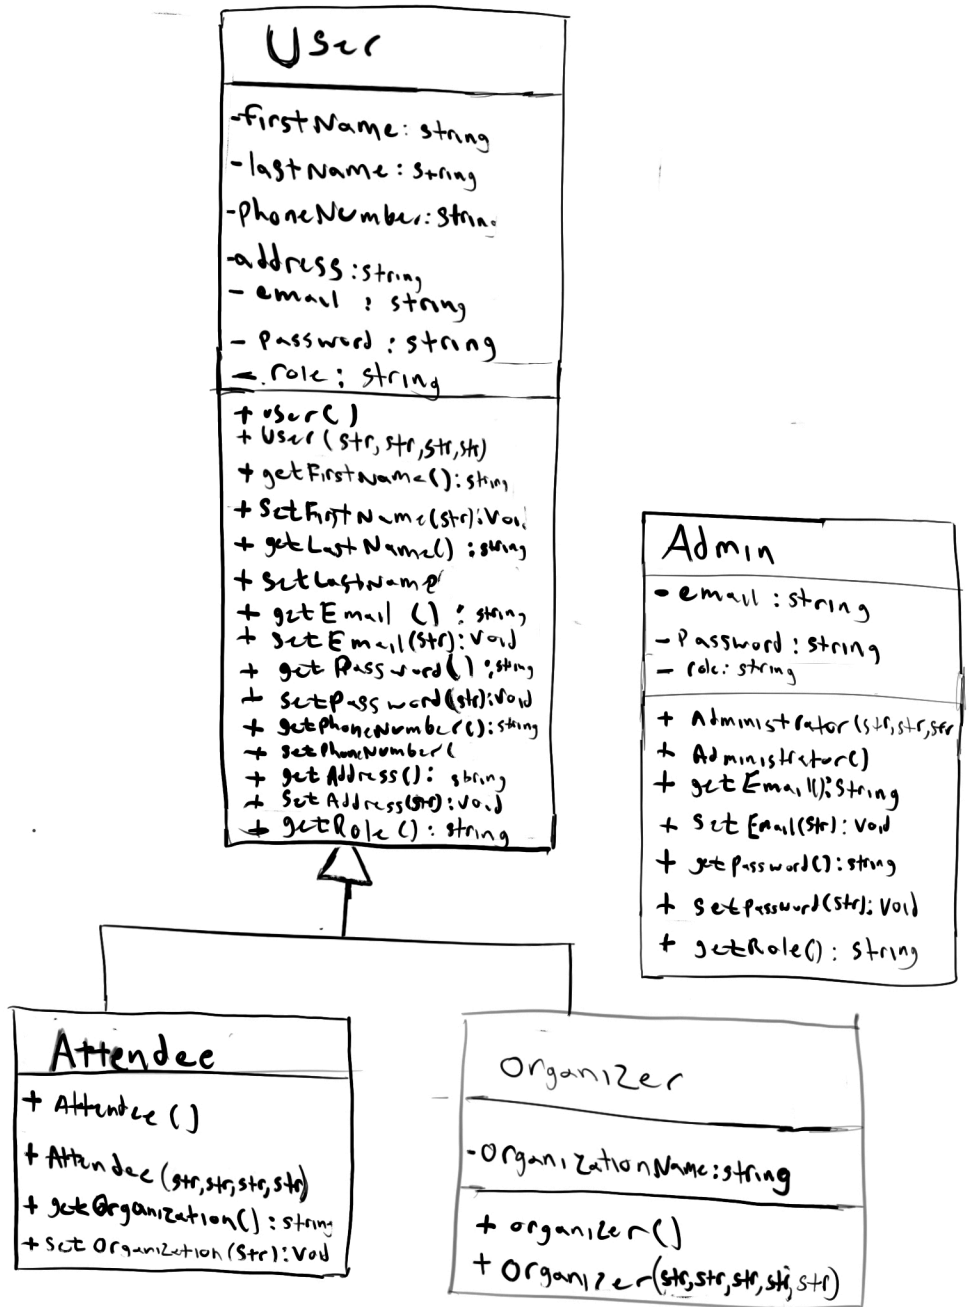 User
-firstName: string
-lastName: string
-phoneNumber: string
-address: string
- email : string
- password : string
- role: string
+ user()
+ User(str, str, str, str)
+ getFirstName(): string
+ SetFirstName(str): Void
+ getLastName() : string
+ setLastName
+ getEmail () : string
+ setEmail(str): Void
+ getPassword() : string
+ setPassword(str): Void
+ getphoneNumber(): string
+ setPhoneNumber(
+ getAddress(): string
+ SetAddress(str): Void
+ getRole(): string
Admin
- email : string
- Password : string
- role: string
+ Administrator(str,str,str
+ Administrator()
+ getEmail(): String
+ SetEmail(Str): Void
+ getpassword(): string
+ Setpassword(str): Void
+ getRole(): string
Attendee
+ Attendee()
+ Attendee(str,str,str,str)
+ getOrganization() : string
+ Set Organization(Str): Void
Organizer
-OrganizationName: string
+ organizer()
+ Organizer(str,str,str,str,str)